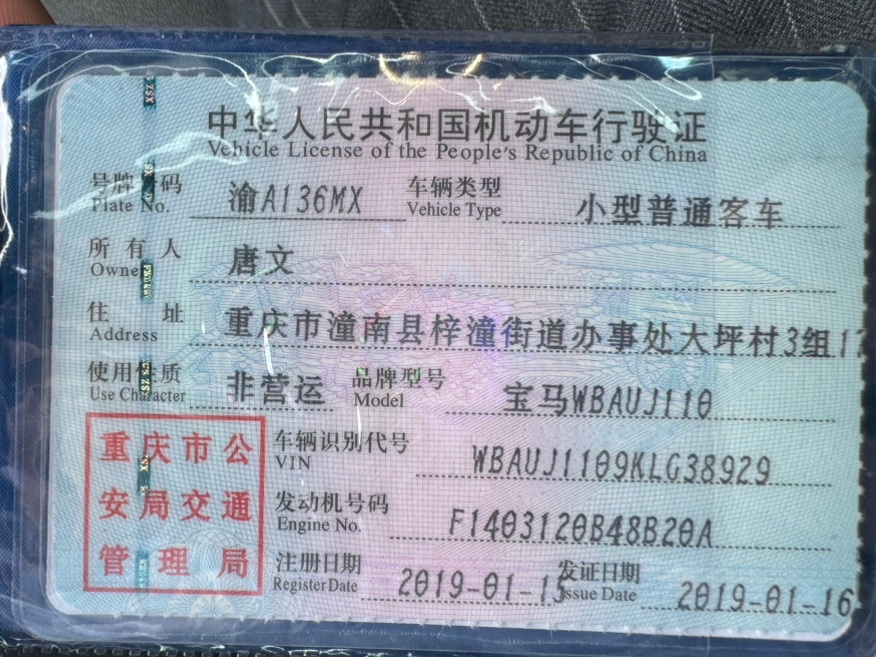 中华人民共和国机动车行驶证
Vehicle License of the People's Republic of China
号牌号码 渝A136MX 车辆类型 小型普通客车
Plate No. Vehicle Type
所有人 唐文
Owner
住址 重庆市潼南县梓潼街道办事处大坪村3组
Address
使用性质 非营运 品牌型号 宝马WBAUJ110
Use Character Model
重庆市公安局交通管理局
车辆识别代号 WBAUJ1109KLG38929
VIN
发动机号码 F1403120B48B20A
Engine No.
注册日期 2019-01-15 发证日期 2019-01-16
Register Date Issue Date